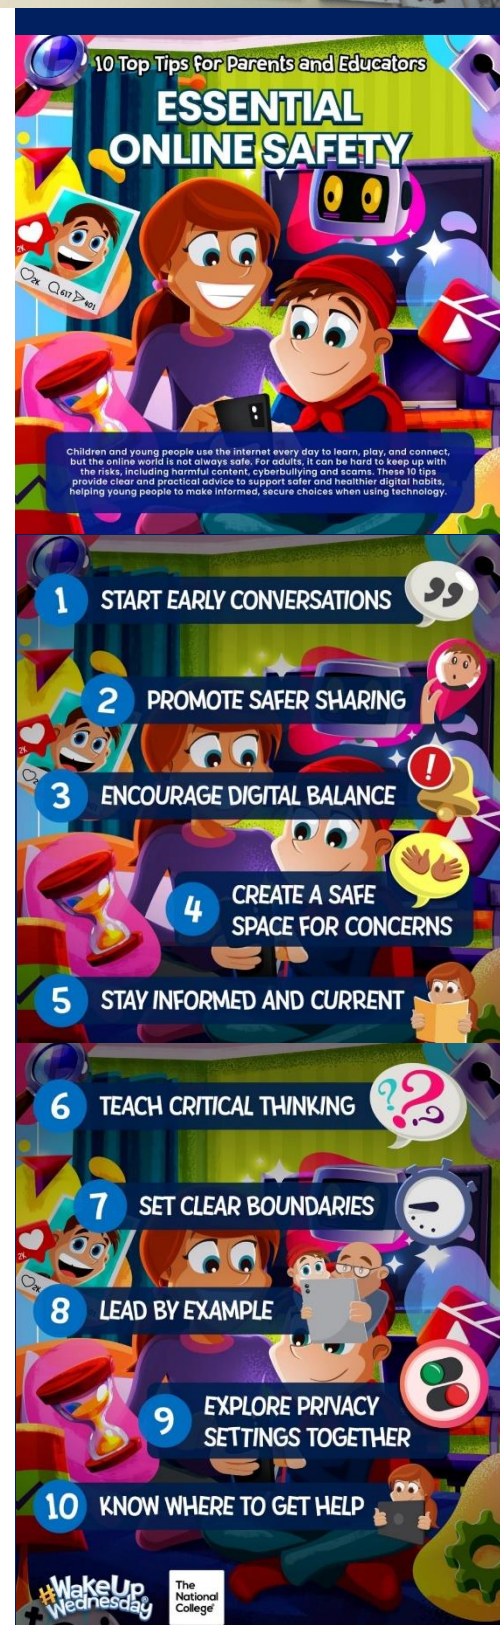 10 Top Tips for Parents and Educators
ESSENTIAL
ONLINE SAFETY
2K
2K 617 401
Children and young people use the internet every day to learn, play, and connect,
but the online world is not always safe. For adults, it can be hard to keep up with
the risks, including harmful content, cyberbullying and scams. These 10 tips
provide clear and practical advice to support safer and healthier digital habits,
helping young people to make informed, secure choices when using technology.
1 START EARLY CONVERSATIONS
2 PROMOTE SAFER SHARING
2K
3 ENCOURAGE DIGITAL BALANCE
4 CREATE A SAFE
SPACE FOR CONCERNS
5 STAY INFORMED AND CURRENT
6 TEACH CRITICAL THINKING
7 SET CLEAR BOUNDARIES
2K
8 LEAD BY EXAMPLE
9 EXPLORE PRIVACY
SETTINGS TOGETHER
10 KNOW WHERE TO GET HELP
#WakeUp
Wednesday
The
National
College